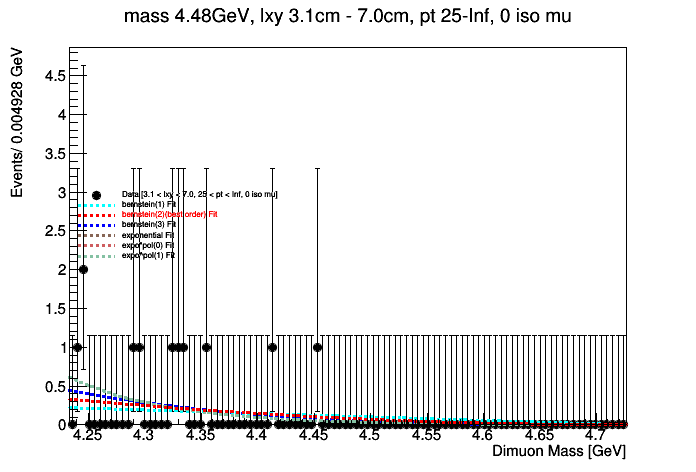 mass 4.48GeV, lxy 3.1cm - 7.0cm, pt 25-Inf, 0 iso mu
Events/ 0.004928 GeV
4.5
4
3.5
3
2.5
2
1.5
1
0.5
0
Data [3.1 < lxy < 7.0, 25 < pt < Inf, 0 iso mu]
bernstein(1) Fit
bernstein(2)(best order) Fit
bernstein(3) Fit
exponential Fit
expo*pol(0) Fit
expo*pol(1) Fit
4.25 4.3 4.35 4.4 4.45 4.5 4.55 4.6 4.65 4.7
Dimuon Mass [GeV]